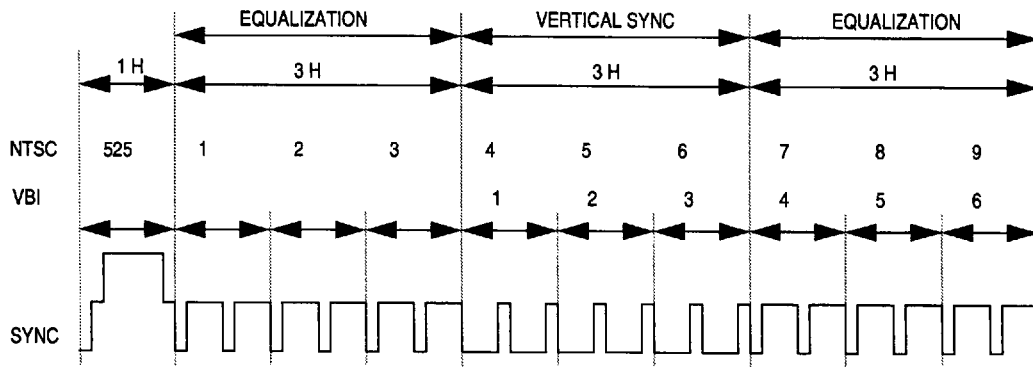 EQUALIZATION VERTICAL SYNC EQUALIZATION
1 H 3 H 3 H 3 H
NTSC 525 1 2 3 4 5 6 7 8 9
VBI 1 2 3 4 5 6
SYNC